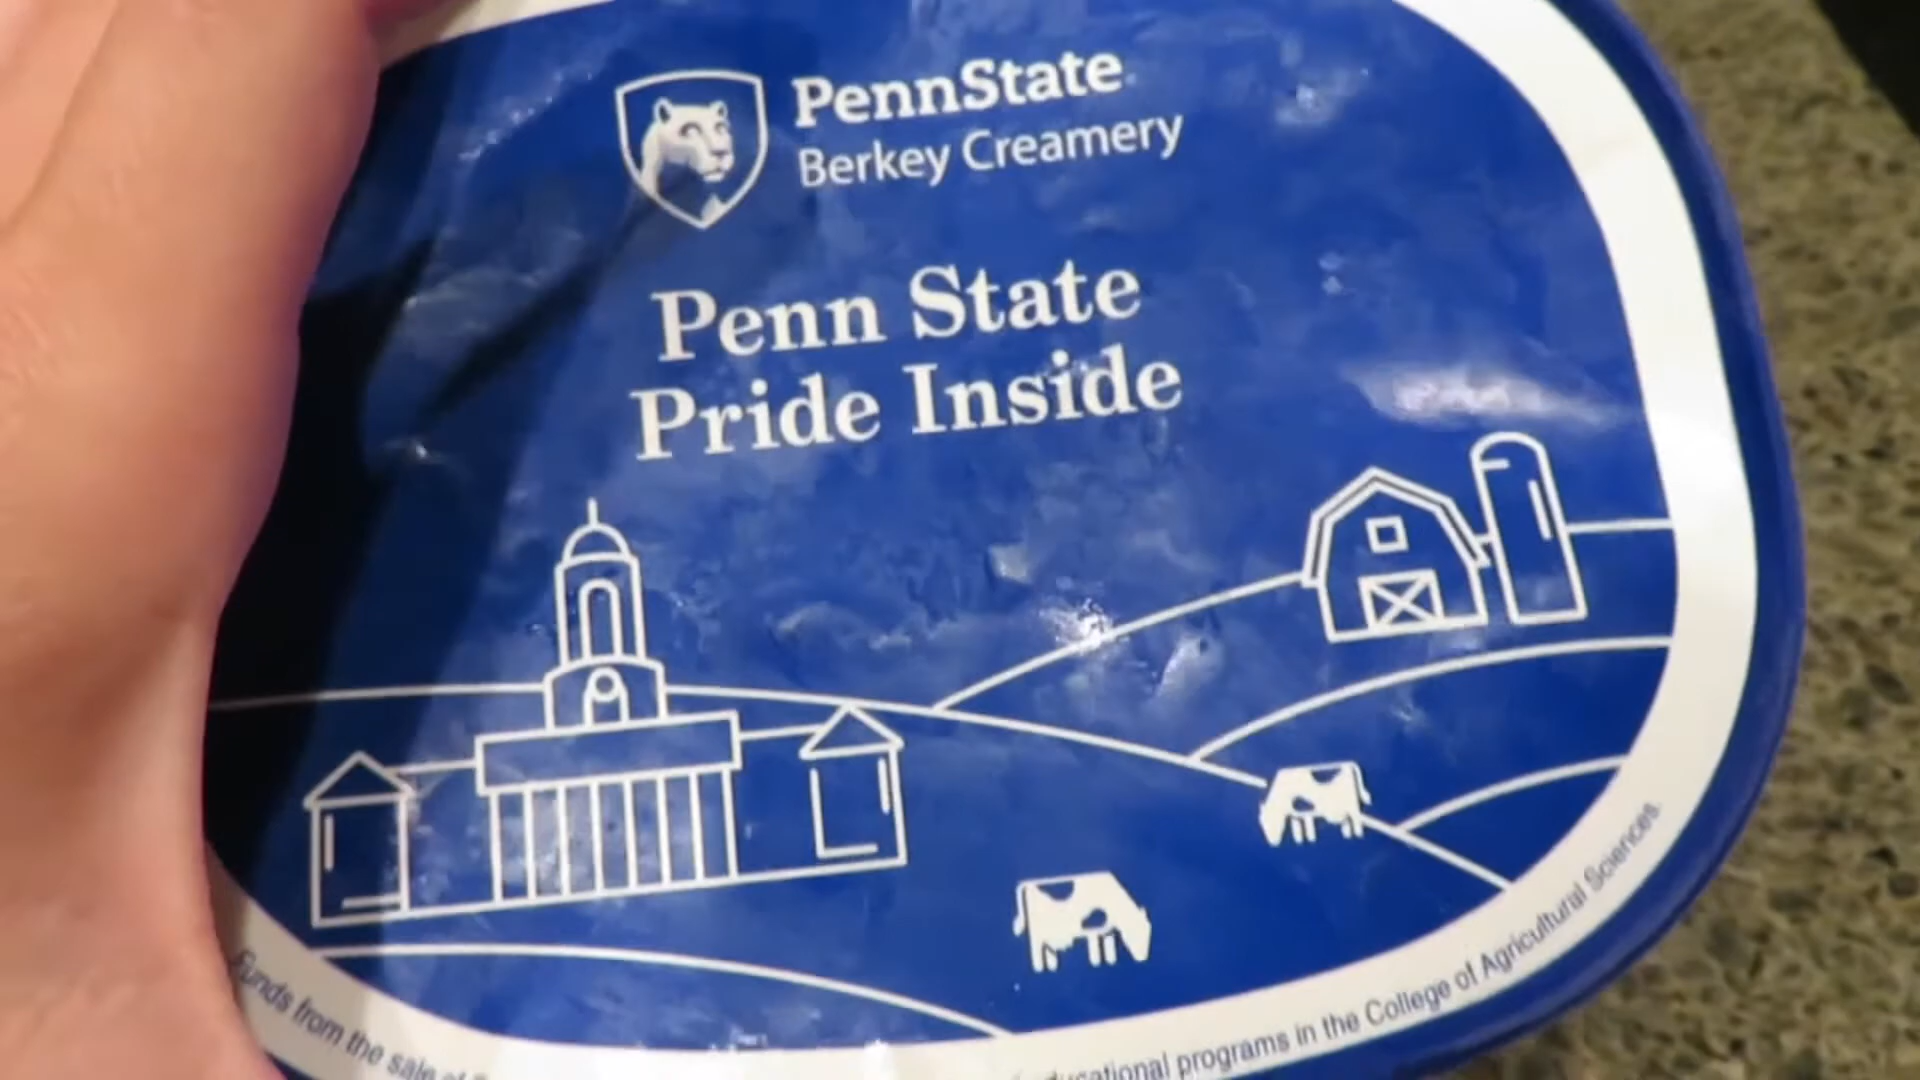 PennState
Berkey Creamery
Penn State
Pride Inside
Funds from the sale of
educational programs in the College of Agricultural Sciences